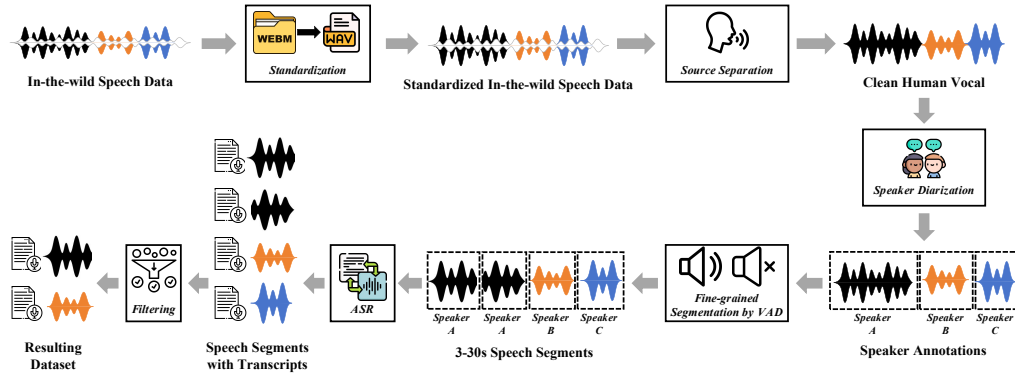 WEBM
WAV
Standardization
Source Separation
In-the-wild Speech Data
Standardized In-the-wild Speech Data
Clean Human Vocal
Speaker Diarization
Speaker
A
Speaker
B
Speaker
C
Speaker Annotations
Fine-grained
Segmentation by VAD
Speaker
A
Speaker
A
Speaker
B
Speaker
C
3-30s Speech Segments
ASR
Speech Segments
with Transcripts
Filtering
Resulting
Dataset